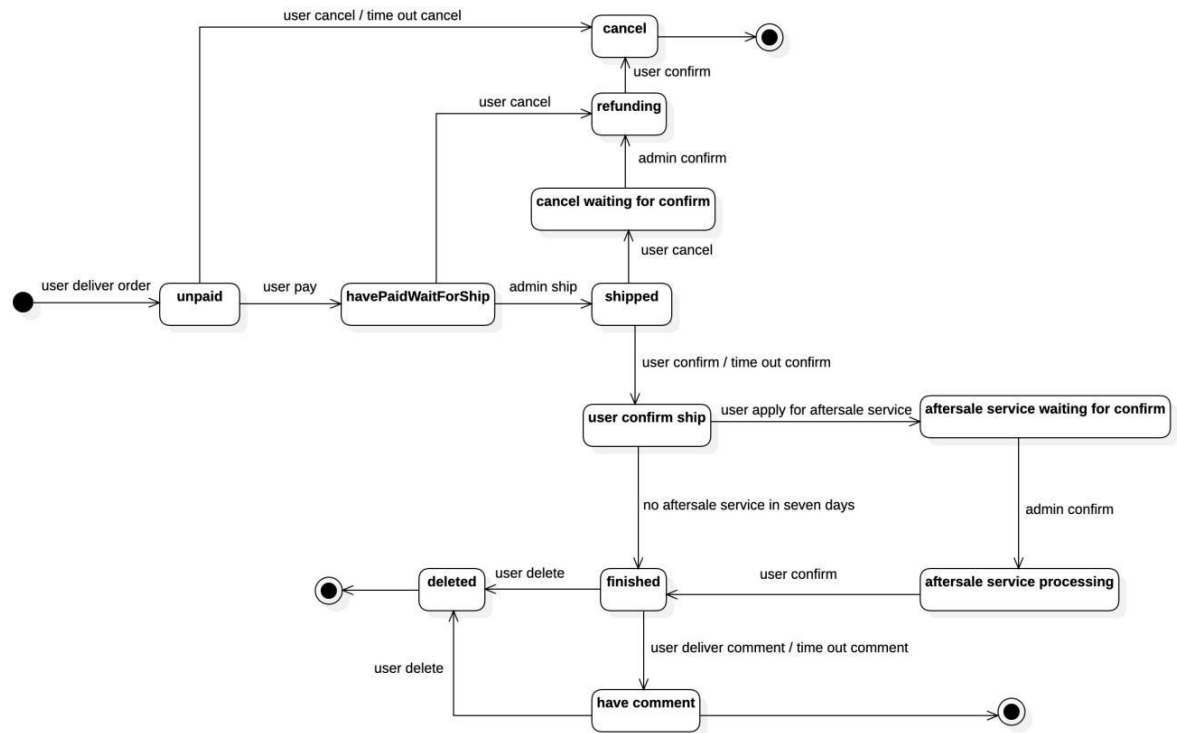 user cancel / time out cancel
cancel
user confirm
user cancel
refunding
admin confirm
cancel waiting for confirm
user cancel
user deliver order
unpaid
user pay
havePaidWaitForShip
admin ship
shipped
user confirm / time out confirm
user confirm ship
user apply for aftersale service
aftersale service waiting for confirm
no aftersale service in seven days
admin confirm
deleted
user delete
finished
user confirm
aftersale service processing
user deliver comment / time out comment
user delete
have comment